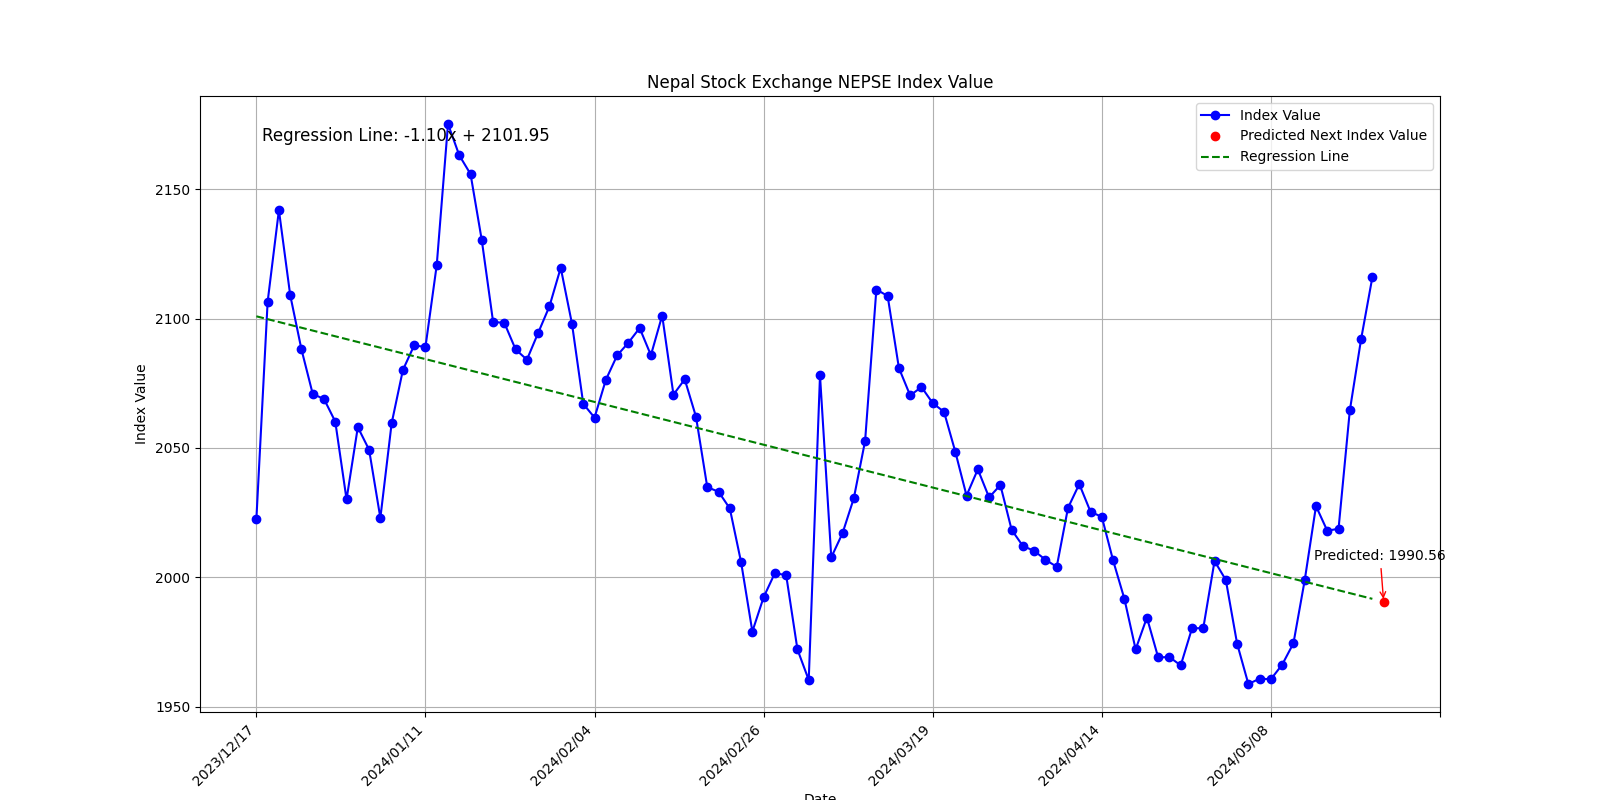 Nepal Stock Exchange NEPSE Index Value
Regression Line: -1.10x + 2101.95
Index Value
Predicted Next Index Value
Regression Line
2150
2100
2050
2000
1950
Index Value
Predicted: 1990.56
2023/12/17
2024/01/11
2024/02/04
2024/02/26
2024/03/19
2024/04/14
2024/05/08
Date